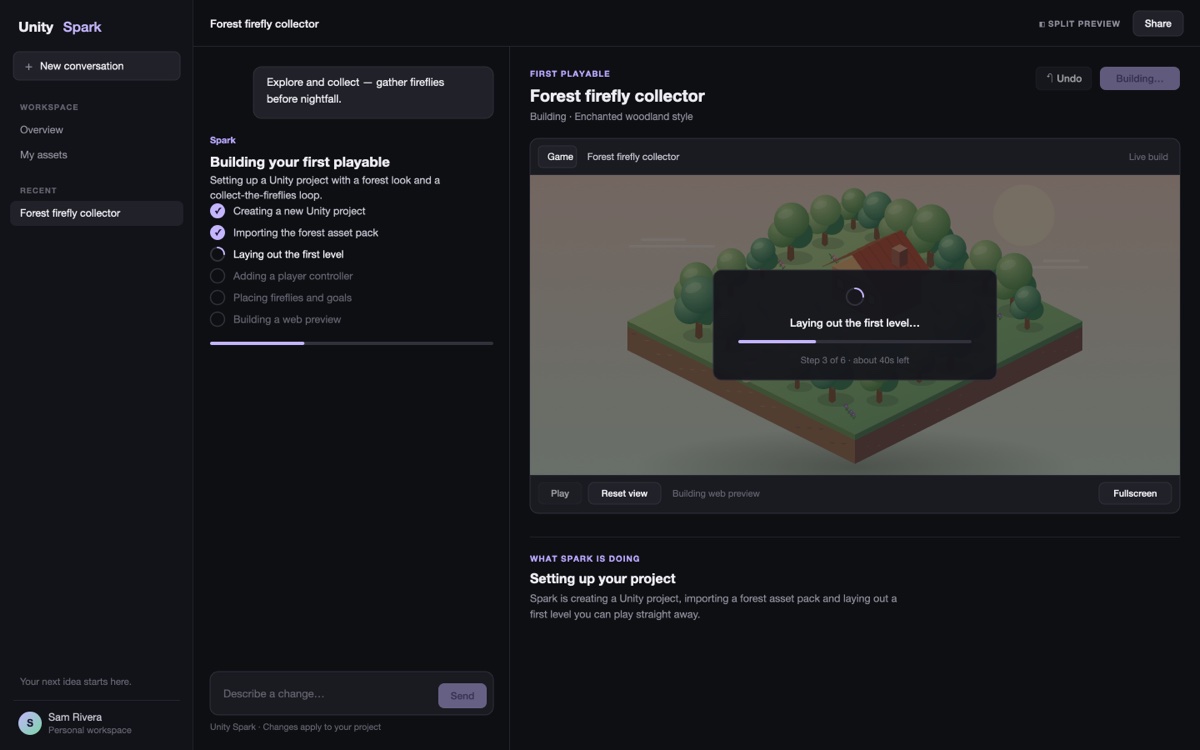 Unity Spark
+ New conversation
WORKSPACE
Overview
My assets
RECENT
Forest firefly collector
Your next idea starts here.
S
Sam Rivera
Personal workspace
Forest firefly collector
SPLIT PREVIEW
Share
Explore and collect — gather fireflies
before nightfall.
Spark
Building your first playable
Setting up a Unity project with a forest look and a
collect-the-fireflies loop.
Creating a new Unity project
Importing the forest asset pack
Laying out the first level
Adding a player controller
Placing fireflies and goals
Building a web preview
Describe a change…
Send
Unity Spark · Changes apply to your project
FIRST PLAYABLE
Forest firefly collector
Building · Enchanted woodland style
Undo
Building…
Game
Forest firefly collector
Live build
Laying out the first level…
Step 3 of 6 · about 40s left
Play
Reset view
Building web preview
Fullscreen
WHAT SPARK IS DOING
Setting up your project
Spark is creating a Unity project, importing a forest asset pack and laying out a
first level you can play straight away.